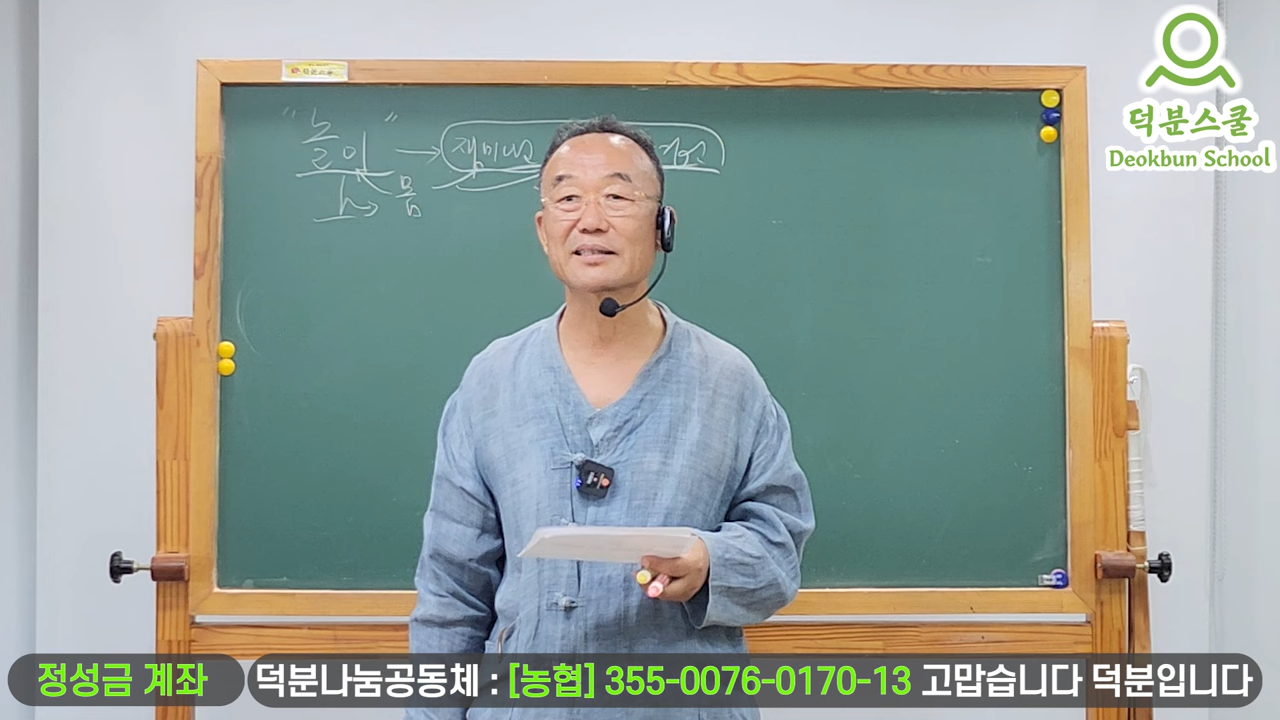 덕분스쿨
Deokbun School
"놀이" → 재미
몸
정성금 계좌
덕분나눔공동체 : [농협] 355-0076-0170-13 고맙습니다 덕분입니다